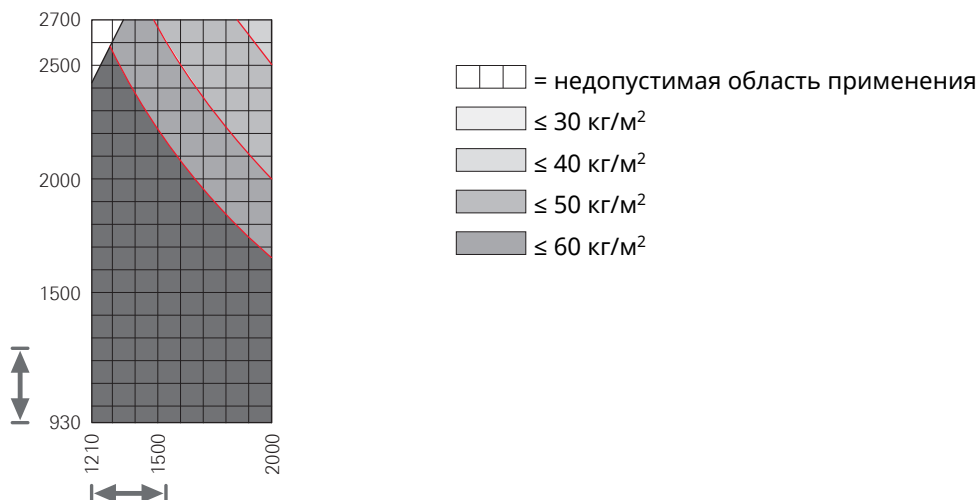 2700
2500
2000
1500
930
1210
1500
2000
= недопустимая область применения
≤ 30 кг/м²
≤ 40 кг/м²
≤ 50 кг/м²
≤ 60 кг/м²